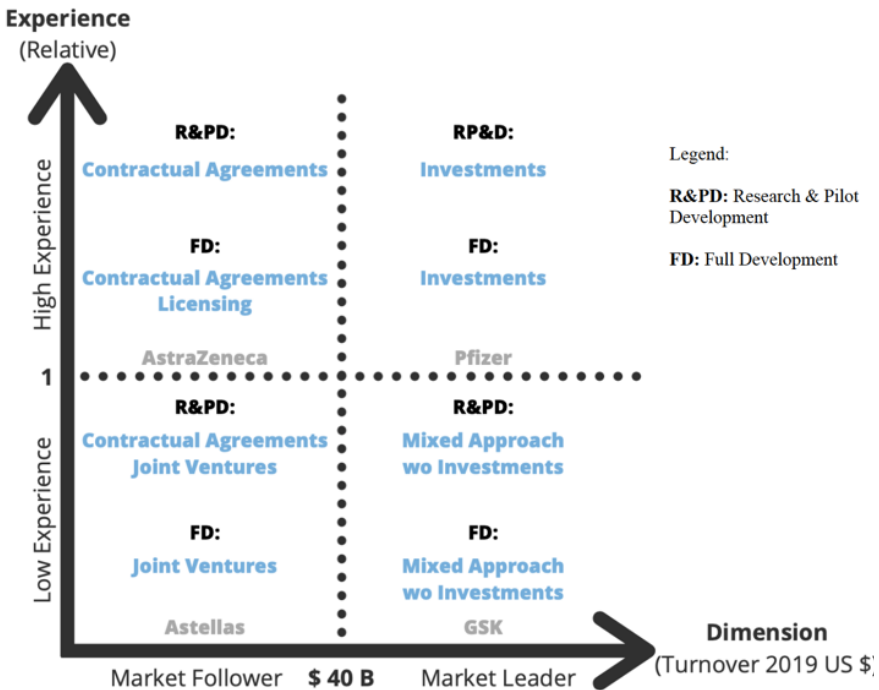 Experience
(Relative)
R&PD:
Contractual Agreements
FD:
Contractual Agreements
Licensing
AstraZeneca
RP&D:
Investments
FD:
Investments
Pfizer
Legend:
R&PD: Research & Pilot
Development
FD: Full Development
High Experience
1
R&PD:
Contractual Agreements
Joint Ventures
FD:
Joint Ventures
Astellas
R&PD:
Mixed Approach
wo Investments
FD:
Mixed Approach
wo Investments
GSK
Low Experience
Market Follower
$ 40 B
Market Leader
Dimension
(Turnover 2019 US $)